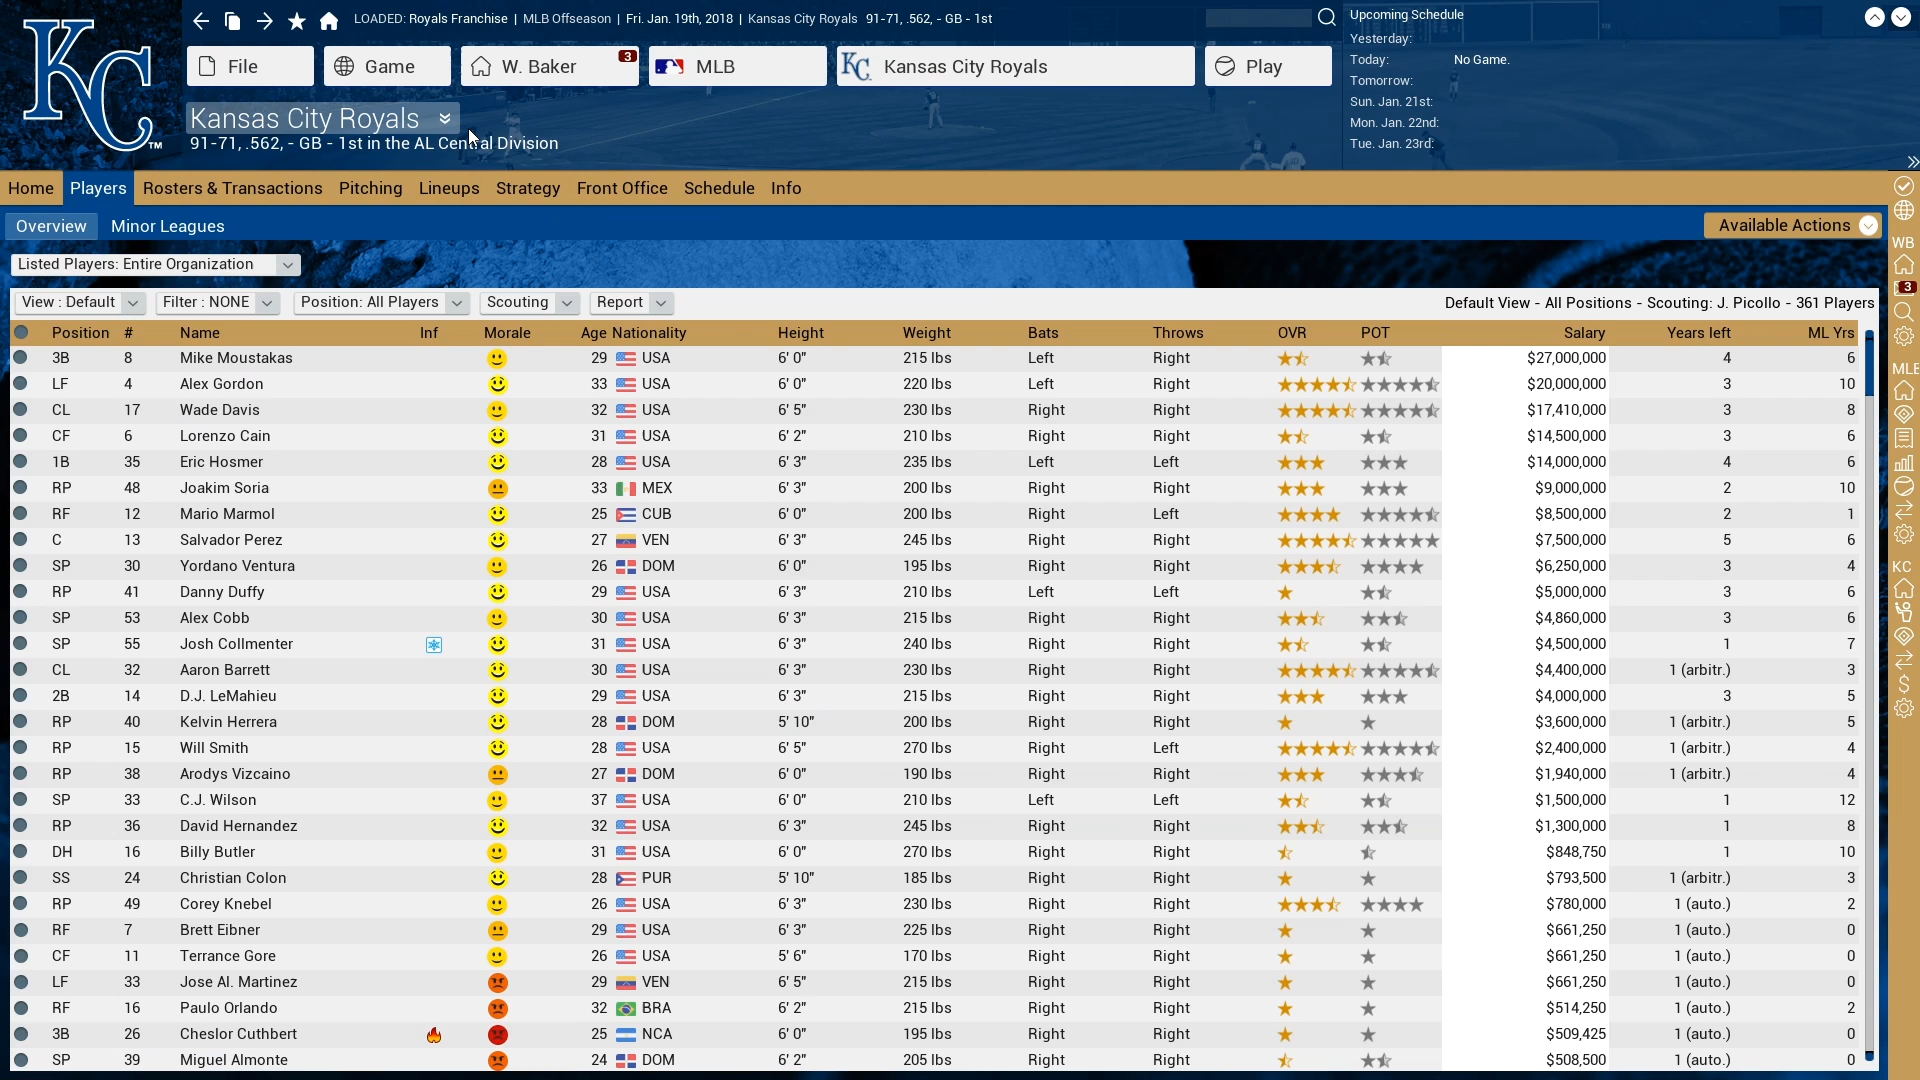 LOADED: Royals Franchise | MLB Offseason | Fri. Jan. 19th, 2018 | Kansas City Royals 91-71, .562, - GB - 1st
Upcoming Schedule
Yesterday:
Today: No Game.
Tomorrow:
Sun. Jan. 21st:
Mon. Jan. 22nd:
Tue. Jan. 23rd:
KC TM
File Game W. Baker 3 MLB KC Kansas City Royals Play
Kansas City Royals
91-71, .562, - GB - 1st in the AL Central Division
Home Players Rosters & Transactions Pitching Lineups Strategy Front Office Schedule Info
Overview Minor Leagues Available Actions
Listed Players: Entire Organization
View : Default Filter : NONE Position: All Players Scouting Report Default View - All Positions - Scouting: J. Picollo - 361 Players
Position # Name Inf Morale Age Nationality Height Weight Bats Throws OVR POT Salary Years left ML Yrs
3B 8 Mike Moustakas 29 USA 6' 0" 215 lbs Left Right $27,000,000 4 6
LF 4 Alex Gordon 33 USA 6' 0" 220 lbs Left Right $20,000,000 3 10
CL 17 Wade Davis 32 USA 6' 5" 230 lbs Right Right $17,410,000 3 8
CF 6 Lorenzo Cain 31 USA 6' 2" 210 lbs Right Right $14,500,000 3 6
1B 35 Eric Hosmer 28 USA 6' 3" 235 lbs Left Left $14,000,000 4 6
RP 48 Joakim Soria 33 MEX 6' 3" 200 lbs Right Right $9,000,000 2 10
RF 12 Mario Marmol 25 CUB 6' 0" 200 lbs Right Left $8,500,000 2 1
C 13 Salvador Perez 27 VEN 6' 3" 245 lbs Right Right $7,500,000 5 6
SP 30 Yordano Ventura 26 DOM 6' 0" 195 lbs Right Right $6,250,000 3 4
RP 41 Danny Duffy 29 USA 6' 3" 210 lbs Left Left $5,000,000 3 6
SP 53 Alex Cobb 30 USA 6' 3" 215 lbs Right Right $4,860,000 3 6
SP 55 Josh Collmenter 31 USA 6' 3" 240 lbs Right Right $4,500,000 1 7
CL 32 Aaron Barrett 30 USA 6' 3" 230 lbs Right Right $4,400,000 1 (arbitr.) 3
2B 14 D.J. LeMahieu 29 USA 6' 3" 215 lbs Right Right $4,000,000 3 5
RP 40 Kelvin Herrera 28 DOM 5' 10" 200 lbs Right Right $3,600,000 1 (arbitr.) 5
RP 15 Will Smith 28 USA 6' 5" 270 lbs Right Left $2,400,000 1 (arbitr.) 4
RP 38 Arodys Vizcaino 27 DOM 6' 0" 190 lbs Right Right $1,940,000 1 (arbitr.) 4
SP 33 C.J. Wilson 37 USA 6' 0" 210 lbs Left Left $1,500,000 1 12
RP 36 David Hernandez 32 USA 6' 3" 245 lbs Right Right $1,300,000 1 8
DH 16 Billy Butler 31 USA 6' 0" 270 lbs Right Right $848,750 1 10
SS 24 Christian Colon 28 PUR 5' 10" 185 lbs Right Right $793,500 1 (arbitr.) 3
RP 49 Corey Knebel 26 USA 6' 3" 230 lbs Right Right $780,000 1 (auto.) 2
RF 7 Brett Eibner 29 USA 6' 3" 225 lbs Right Right $661,250 1 (auto.) 0
CF 11 Terrance Gore 26 USA 5' 6" 170 lbs Right Right $661,250 1 (auto.) 0
LF 33 Jose Al. Martinez 29 VEN 6' 5" 215 lbs Right Right $661,250 1 (auto.) 0
RF 16 Paulo Orlando 32 BRA 6' 2" 215 lbs Right Right $514,250 1 (auto.) 2
3B 26 Cheslor Cuthbert 25 NCA 6' 0" 195 lbs Right Right $509,425 1 (auto.) 0
SP 39 Miguel Almonte 24 DOM 6' 2" 205 lbs Right Right $508,500 1 (auto.) 0
WB
3
MLB
KC